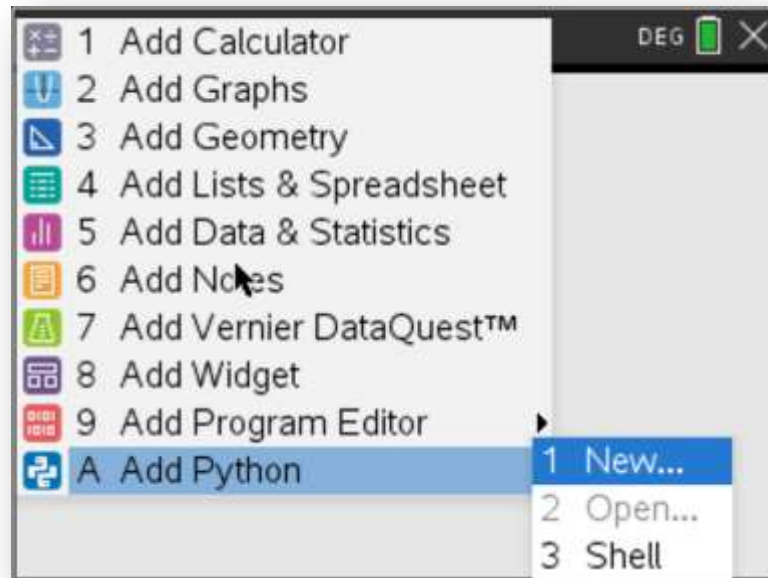 DEG
1 Add Calculator
2 Add Graphs
3 Add Geometry
4 Add Lists & Spreadsheet
5 Add Data & Statistics
6 Add Notes
7 Add Vernier DataQuest™
8 Add Widget
9 Add Program Editor
A Add Python
1 New...
2 Open...
3 Shell